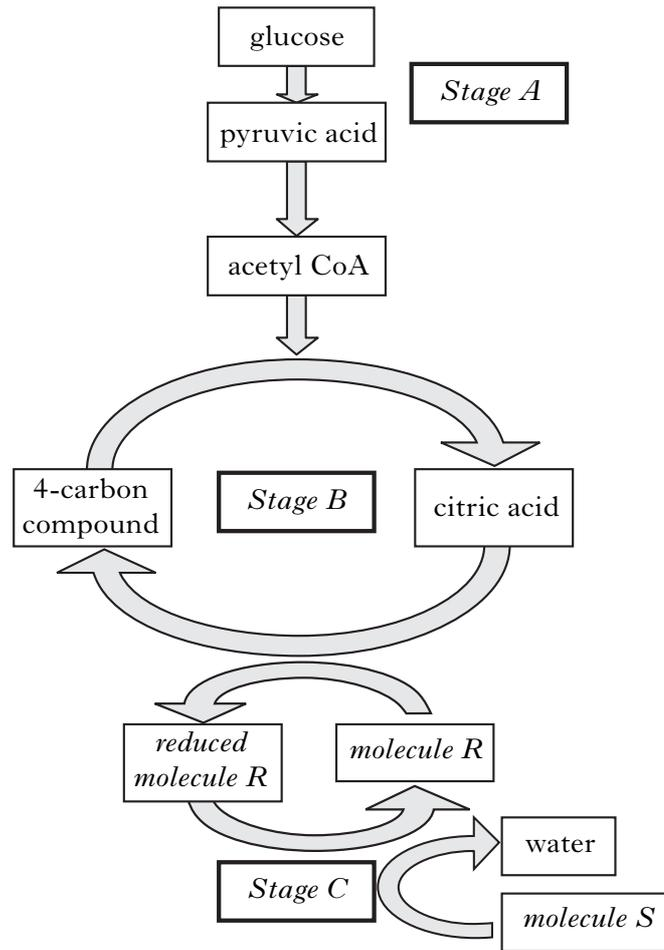 glucose
Stage A
pyruvic acid
acetyl CoA
4-carbon
compound
Stage B
citric acid
reduced
molecule R
molecule R
water
Stage C
molecule S